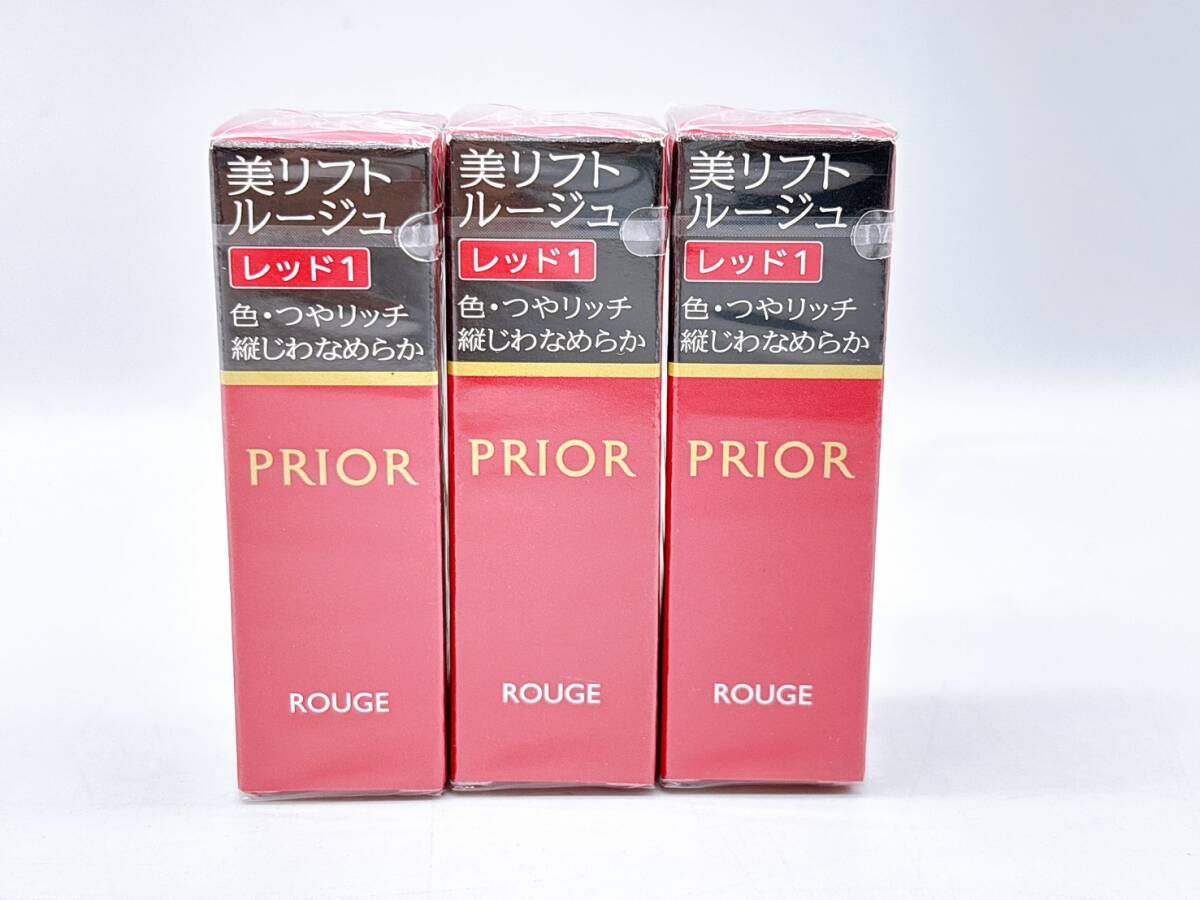 美リフト
ルージュ
レッド1
色・つやリッチ
縦じわなめらか
PRIOR
ROUGE
美リフト
ルージュ
レッド1
色・つやリッチ
縦じわなめらか
PRIOR
ROUGE
美リフト
ルージュ
レッド1
色・つやリッチ
縦じわなめらか
PRIOR
ROUGE